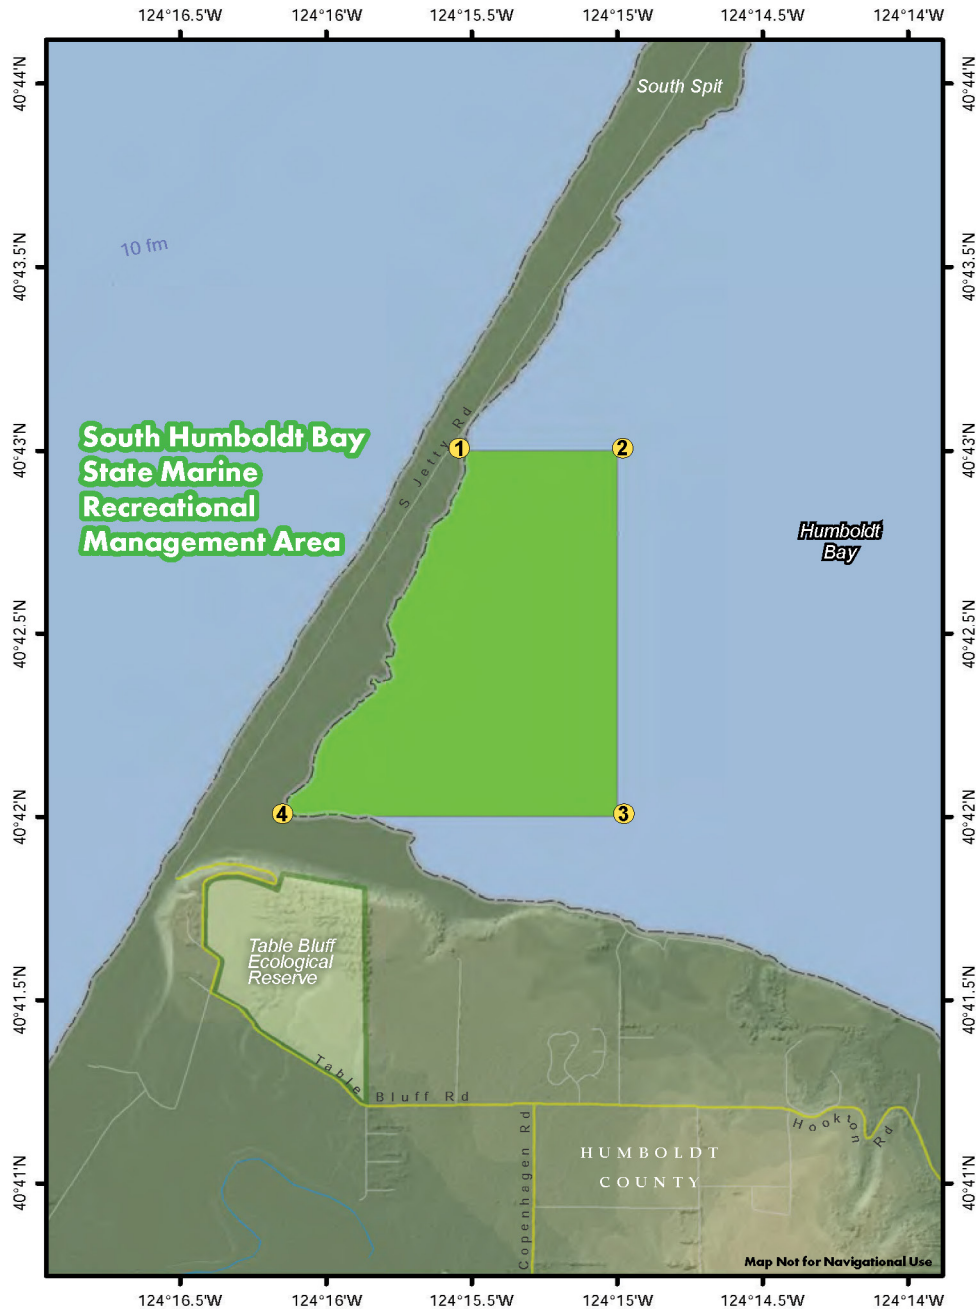 124°16.5'W
124°16'W
124°15.5'W
124°15'W
124°14.5'W
124°14'W
40°44'N
40°44'N
South Spit
10 fm
40°43.5'N
40°43.5'N
S Jetty Rd
South Humboldt Bay
State Marine
Recreational
Management Area
40°43'N
40°43'N
1
2
Humboldt
Bay
40°42.5'N
40°42.5'N
4
3
40°42'N
40°42'N
Table Bluff
Ecological
Reserve
40°41.5'N
40°41.5'N
Table Bluff Rd
Hookton Rd
Copenhagen Rd
HUMBOLDT
COUNTY
40°41'N
40°41'N
Map Not for Navigational Use
124°16.5'W
124°16'W
124°15.5'W
124°15'W
124°14.5'W
124°14'W